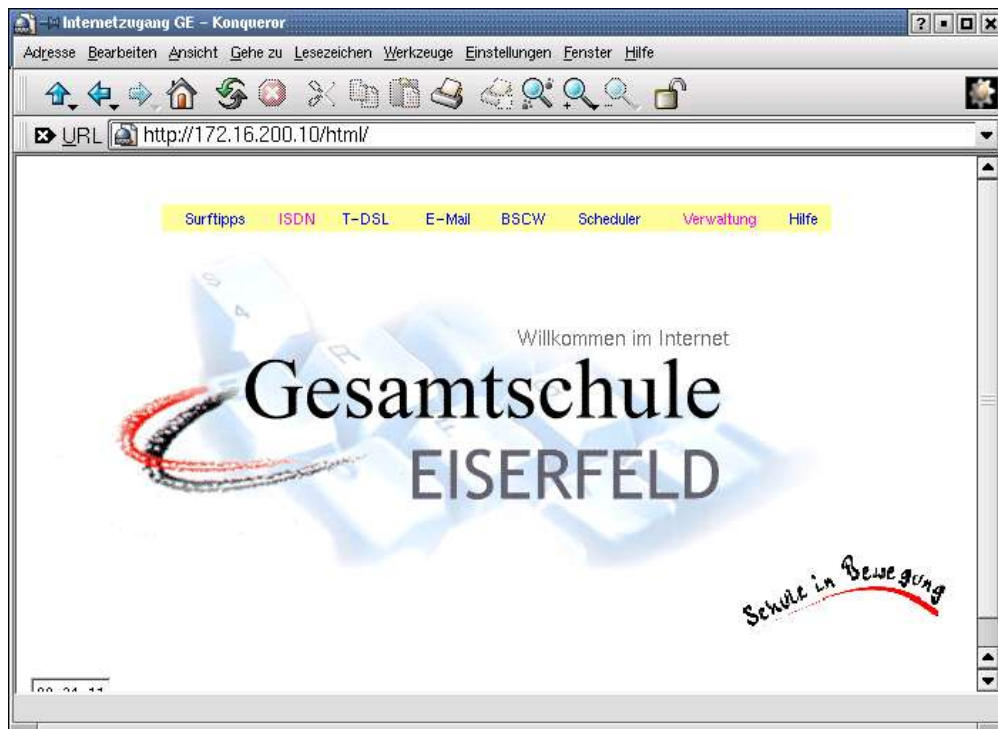 Internetzugang GE – Konqueror
Adresse Bearbeiten Ansicht Gehe zu Lesezeichen Werkzeuge Einstellungen Fenster Hilfe
URL http://172.16.200.10/html/
Surftipps ISDN T-DSL E-Mail BSCW Scheduler Verwaltung Hilfe
Willkommen im Internet
Gesamtschule
EISERFELD
Schule in Bewegung